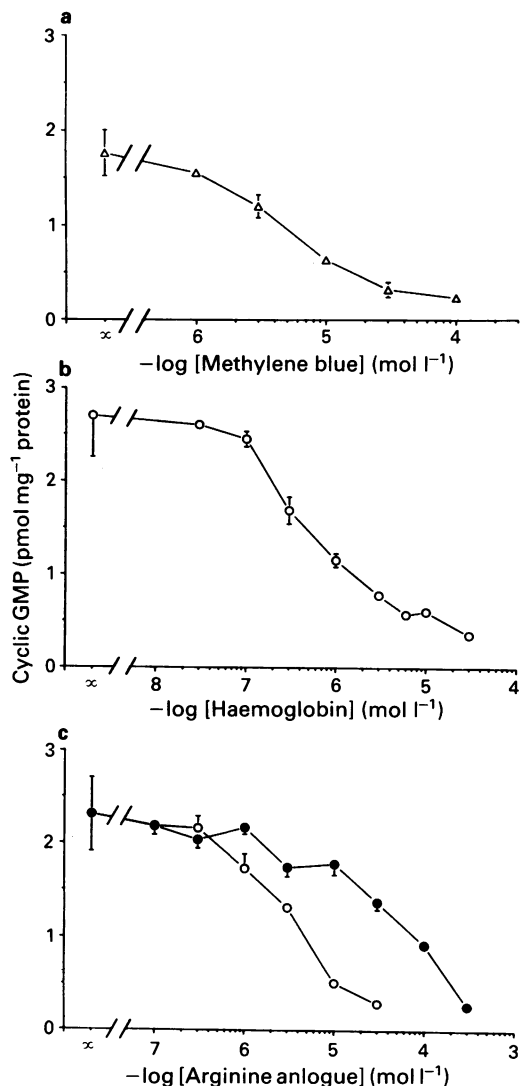 a
3
2
1
0
∞ 6 5 4
−log [Methylene blue] (mol l⁻¹)
b
3
2
1
0
∞ 8 7 6 5 4
−log [Haemoglobin] (mol l⁻¹)
Cyclic GMP (pmol mg⁻¹ protein)
c
3
2
1
0
∞ 7 6 5 4 3
−log [Arginine anlogue] (mol l⁻¹)